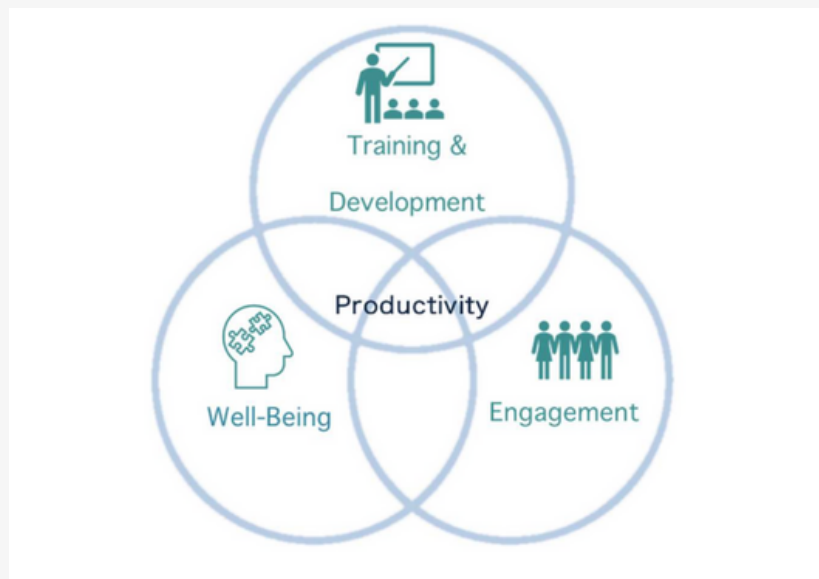 Training &
Development
Productivity
Well-Being
Engagement